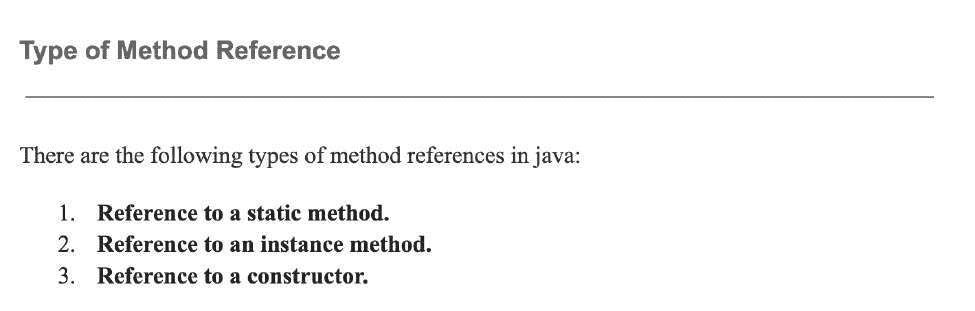 Type of Method Reference
There are the following types of method references in java:
1. Reference to a static method.
2. Reference to an instance method.
3. Reference to a constructor.